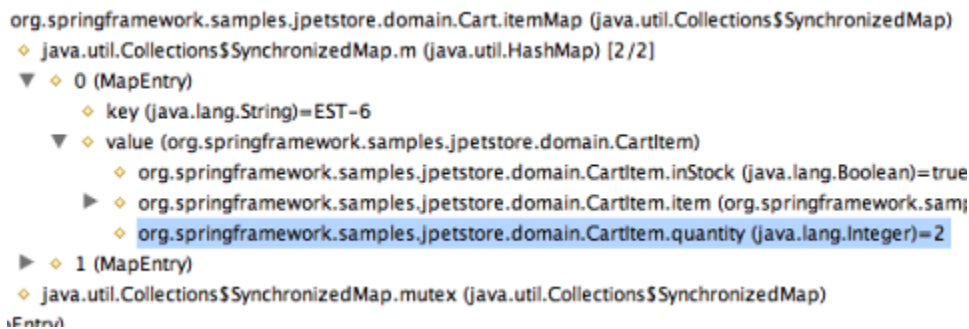 org.springframework.samples.jpetstore.domain.Cart.itemMap (java.util.Collections$SynchronizedMap)
java.util.Collections$SynchronizedMap.m (java.util.HashMap) [2/2]
0 (MapEntry)
key (java.lang.String)=EST-6
value (org.springframework.samples.jpetstore.domain.CartItem)
org.springframework.samples.jpetstore.domain.CartItem.inStock (java.lang.Boolean)=true
org.springframework.samples.jpetstore.domain.CartItem.item (org.springframework.samp
org.springframework.samples.jpetstore.domain.CartItem.quantity (java.lang.Integer)=2
1 (MapEntry)
java.util.Collections$SynchronizedMap.mutex (java.util.Collections$SynchronizedMap)